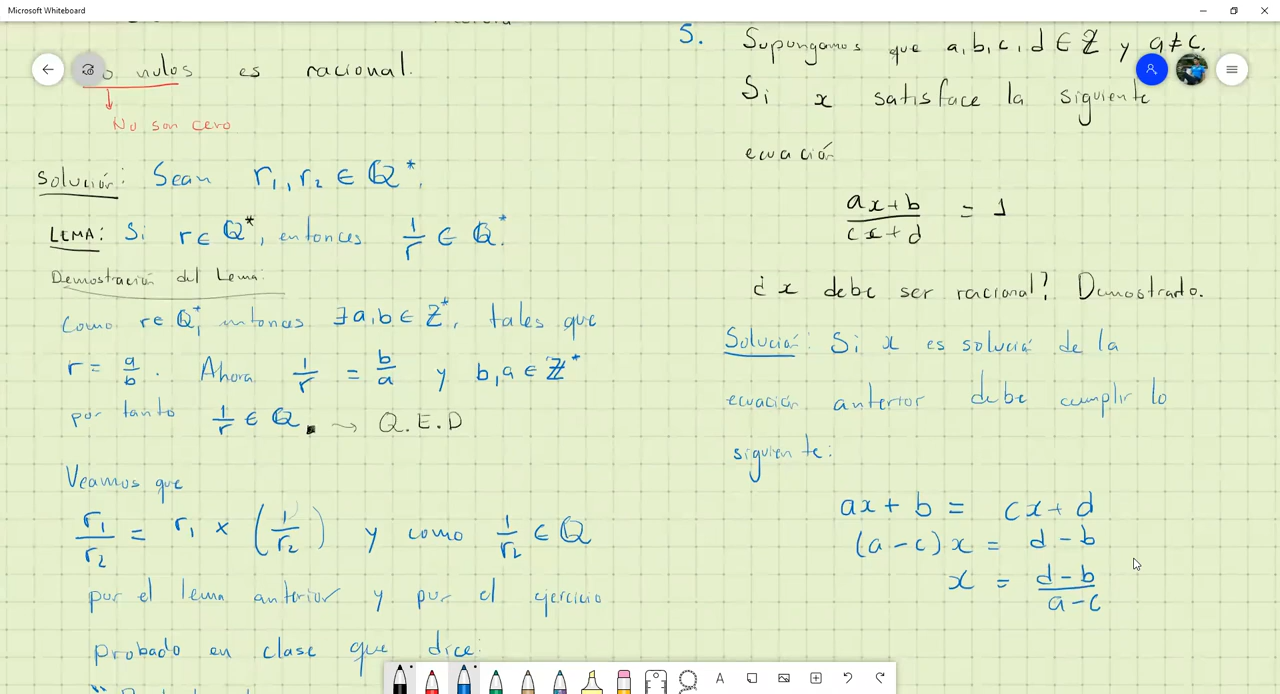 Microsoft Whiteboard
nulos es racional.
No son cero
Solución: Sean r₁, r₂ ∈ ℚ*.
LEMA: Si r ∈ ℚ*, entonces 1/r ∈ ℚ*.
Demostración del Lema:
Como r∈ ℚ*, entonces ∃ a,b ∈ ℤ*, tales que
r = a/b. Ahora 1/r = b/a y b,a ∈ ℤ*
por tanto 1/r ∈ ℚ. → Q.E.D
Veamos que
r₁/r₂ = r₁ × (1/r₂) y como 1/r₂ ∈ ℚ
por el lema anterior y por el ejercicio
probado en clase que dice:
5. Supongamos que a,b,c,d ∈ ℤ y a ≠ c.
Si x satisface la siguiente
ecuación
(ax+b)/(cx+d) = 1
¿x debe ser racional? Demostrarlo.
Solución: Si x es solución de la
ecuación anterior debe cumplir lo
siguiente:
ax + b = cx + d
(a - c) x = d - b
x = (d-b)/(a-c)